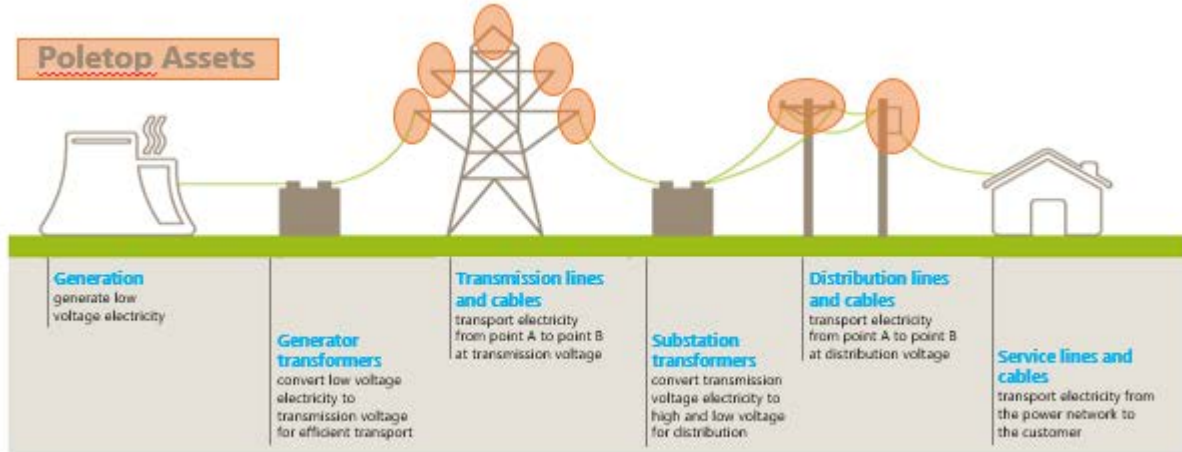 Poletop Assets
Generation
generate low
voltage electricity
Generator
transformers
convert low voltage
electricity to
transmission voltage
for efficient transport
Transmission lines
and cables
transport electricity
from point A to point B
at transmission voltage
Substation
transformers
convert transmission
voltage electricity to
high and low voltage
for distribution
Distribution lines
and cables
transport electricity
from point A to point B
at distribution voltage
Service lines and
cables
transport electricity from
the power network to
the customer